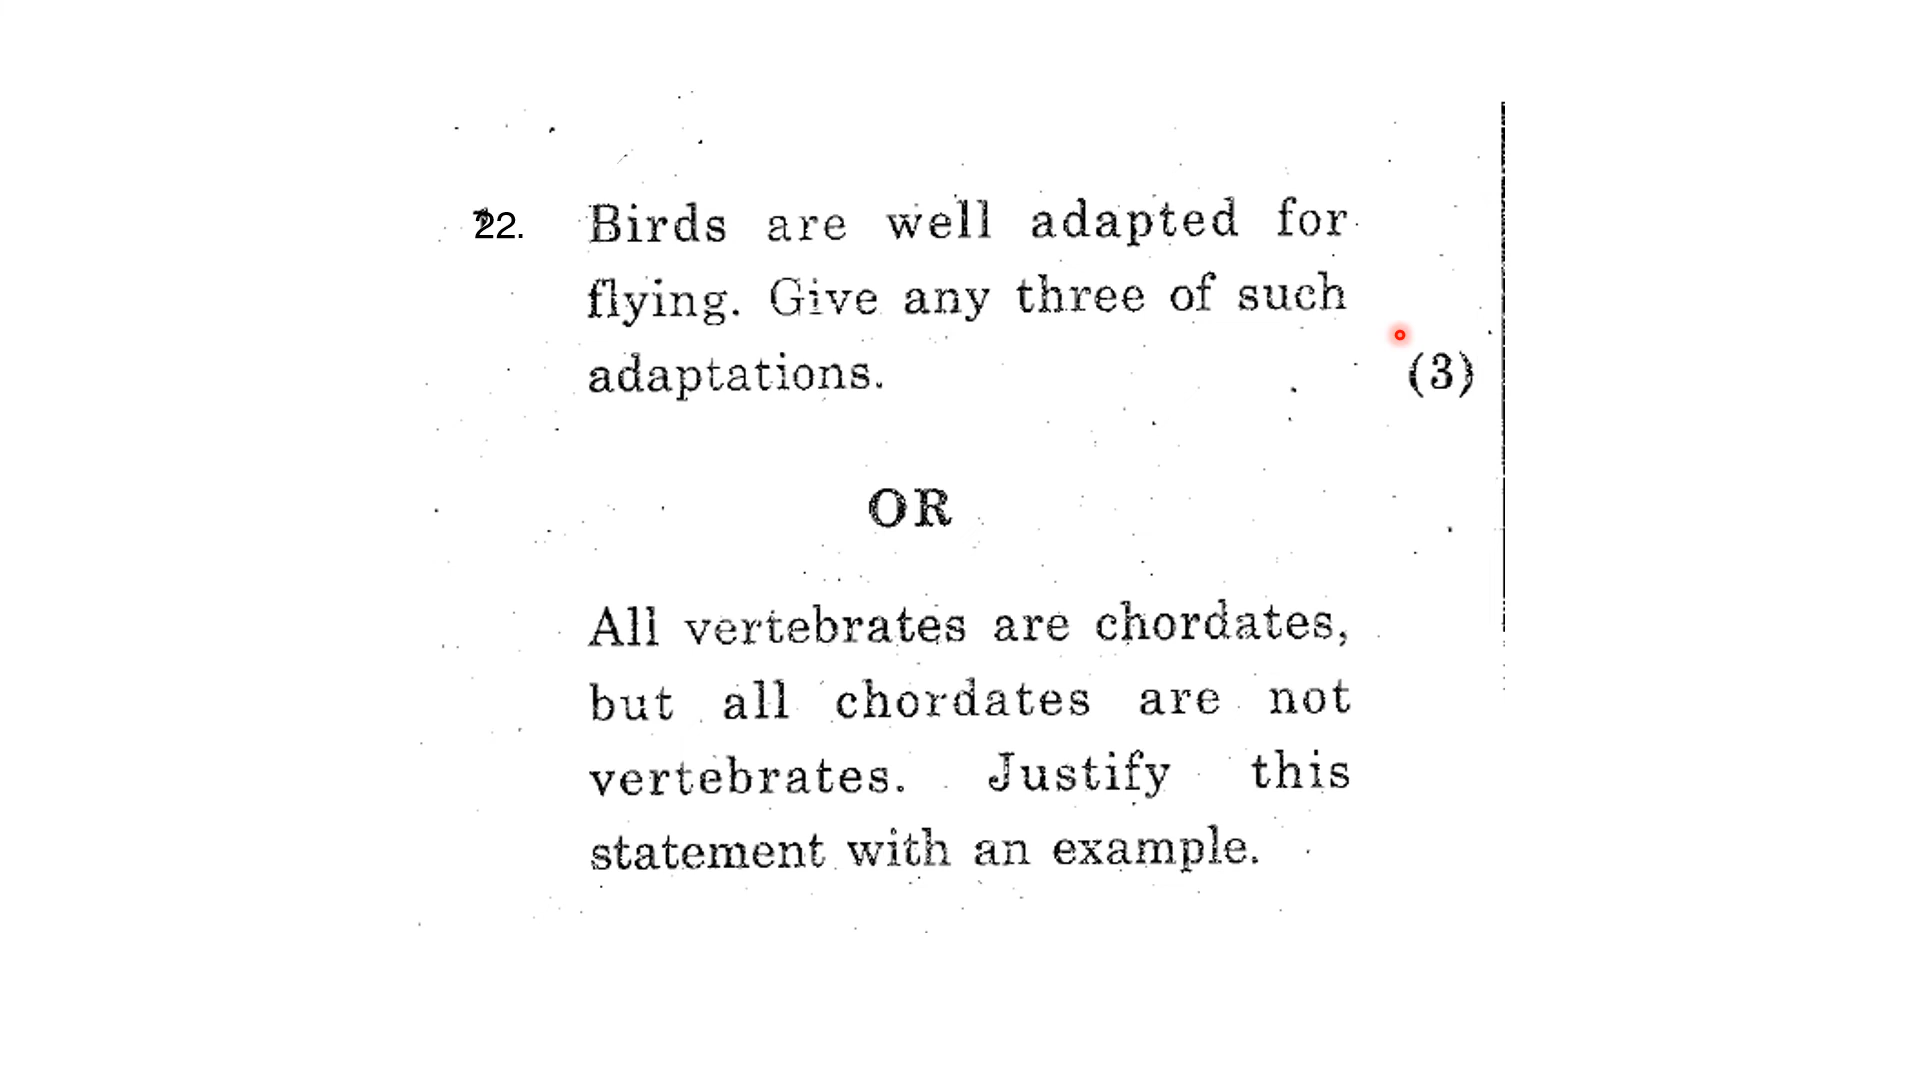 22. Birds are well adapted for
flying. Give any three of such
adaptations. (3)
OR
All vertebrates are chordates,
but all chordates are not
vertebrates. Justify this
statement with an example.